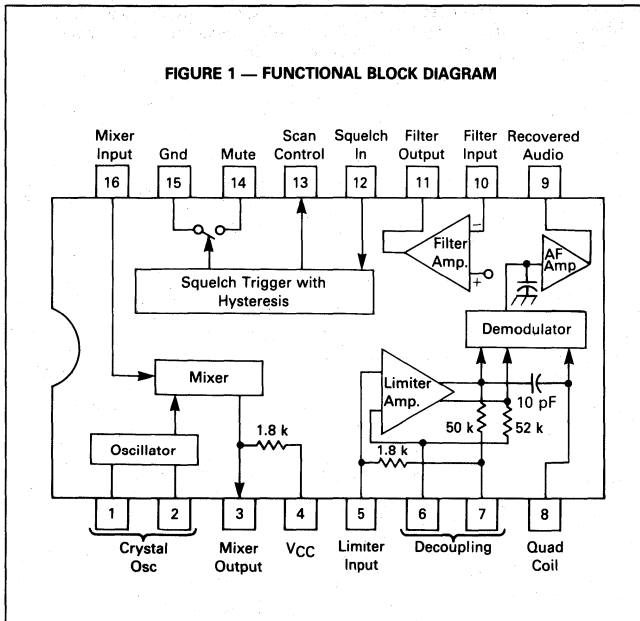 FIGURE 1 — FUNCTIONAL BLOCK DIAGRAM
Mixer Input
Gnd
Mute
Scan Control
Squelch In
Filter Output
Filter Input
Recovered Audio
16
15
14
13
12
11
10
9
Squelch Trigger with
Hysteresis
Filter
Amp.
−
+
AF
Amp
Demodulator
Mixer
Oscillator
1.8 k
Limiter
Amp.
10 pF
50 k
52 k
1.8 k
1
2
3
4
5
6
7
8
Crystal Osc
Mixer Output
VCC
Limiter Input
Decoupling
Quad Coil